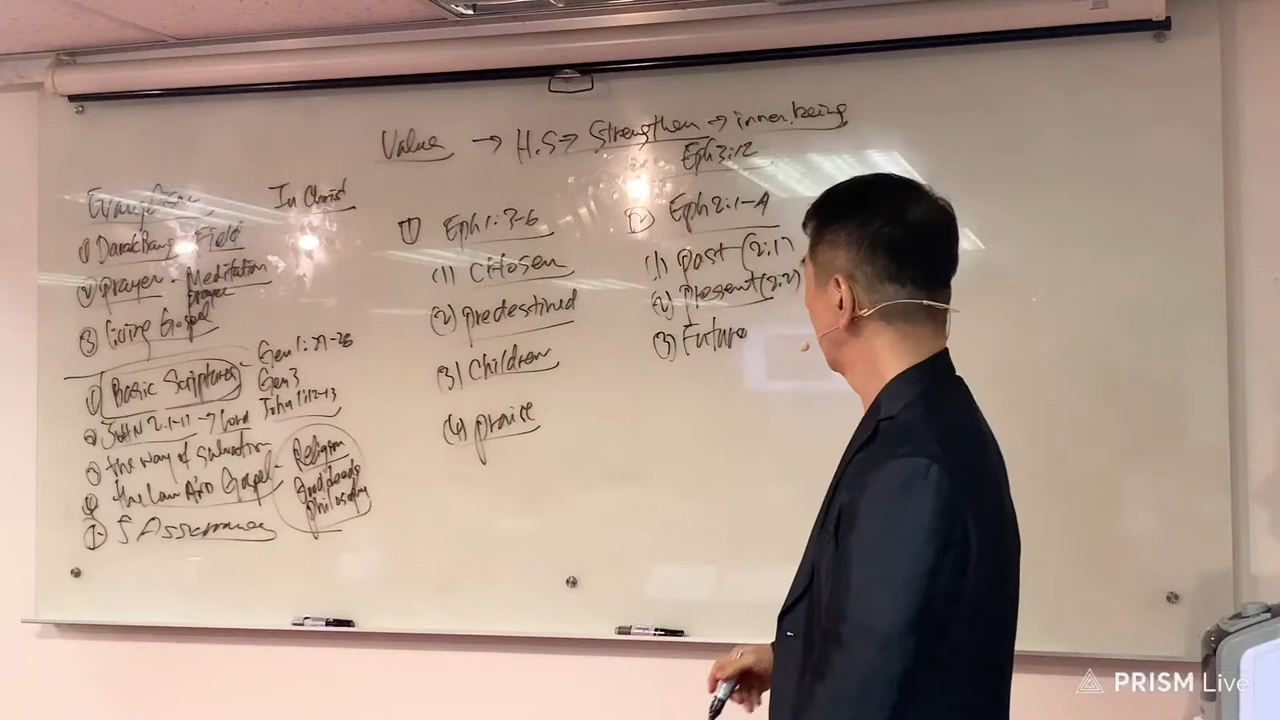 Value → H.S → Strengthen → inner being
Eph 3:12
In Christ
① DarakBang Field
② Prayer - Meditation
prayer
③ living Gospel
① Basic Scriptures - Gen 1:27-28
Gen 3
John 1:12-13
② JOHN 2:1-11 → Lord
③ the way of salvation
④ the Law AND Gospel - Religion
Good deeds
philosophy
5 Assurances
① Eph 1:3-6
(1) CHosen
(2) predestined
(3) Children
(4) praise
② Eph 2:1-4
(1) past (2:1)
(2) Present (2:2)
(3) Future
PRISM Live